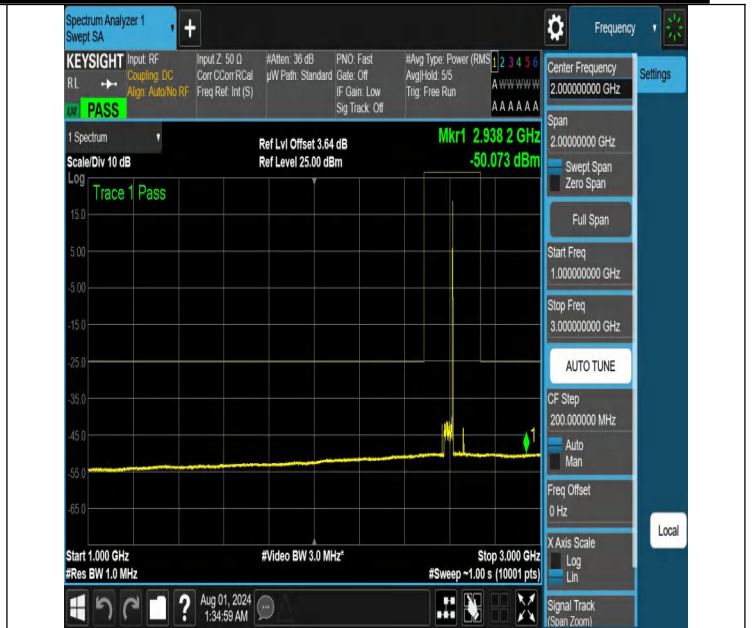 Spectrum Analyzer 1
Swept SA
Frequency
KEYSIGHT
Input: RF
Coupling: DC
Align: Auto/No RF
Input Z: 50 Ω
Corr CCorr RCal
Freq Ref: Int (S)
#Atten: 36 dB
µW Path: Standard
PNO: Fast
Gate: Off
IF Gain: Low
Sig Track: Off
#Avg Type: Power (RMS
Avg|Hold: 5/5
Trig: Free Run
1 2 3 4 5 6
A W W W W W
A A A A A A
R L
LXI
PASS
1 Spectrum
Scale/Div 10 dB
Ref Lvl Offset 3.64 dB
Ref Level 25.00 dBm
Mkr1 2.938 2 GHz
-50.073 dBm
Log
Trace 1 Pass
15.0
5.00
-5.00
-15.0
-25.0
-35.0
-45.0
-55.0
-65.0
1
Start 1.000 GHz
#Video BW 3.0 MHz*
Stop 3.000 GHz
#Res BW 1.0 MHz
#Sweep ~1.00 s (10001 pts)
?
Aug 01, 2024
1:34:59 AM
Center Frequency
2.000000000 GHz
Settings
Span
2.00000000 GHz
Swept Span
Zero Span
Full Span
Start Freq
1.000000000 GHz
Stop Freq
3.000000000 GHz
AUTO TUNE
CF Step
200.000000 MHz
Auto
Man
Freq Offset
0 Hz
Local
X Axis Scale
Log
Lin
Signal Track
(Span Zoom)